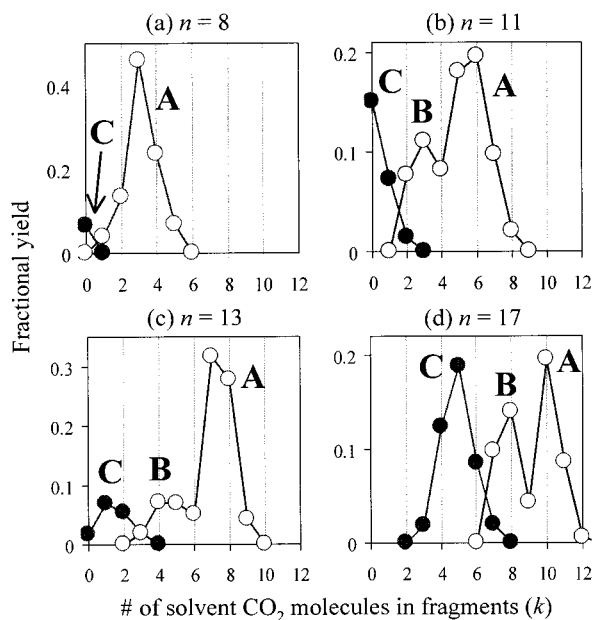 (a) n = 8
(b) n = 11
0.4
0.2
0
C
A
0 2 4 6 8 10 12
0.2
0.1
0
C
B
A
0 2 4 6 8 10 12
Fractional yield
(c) n = 13
(d) n = 17
0.3
0.2
0.1
0
C
B
A
0 2 4 6 8 10 12
0.2
0.1
0
C
B
A
0 2 4 6 8 10 12
# of solvent CO₂ molecules in fragments (k)